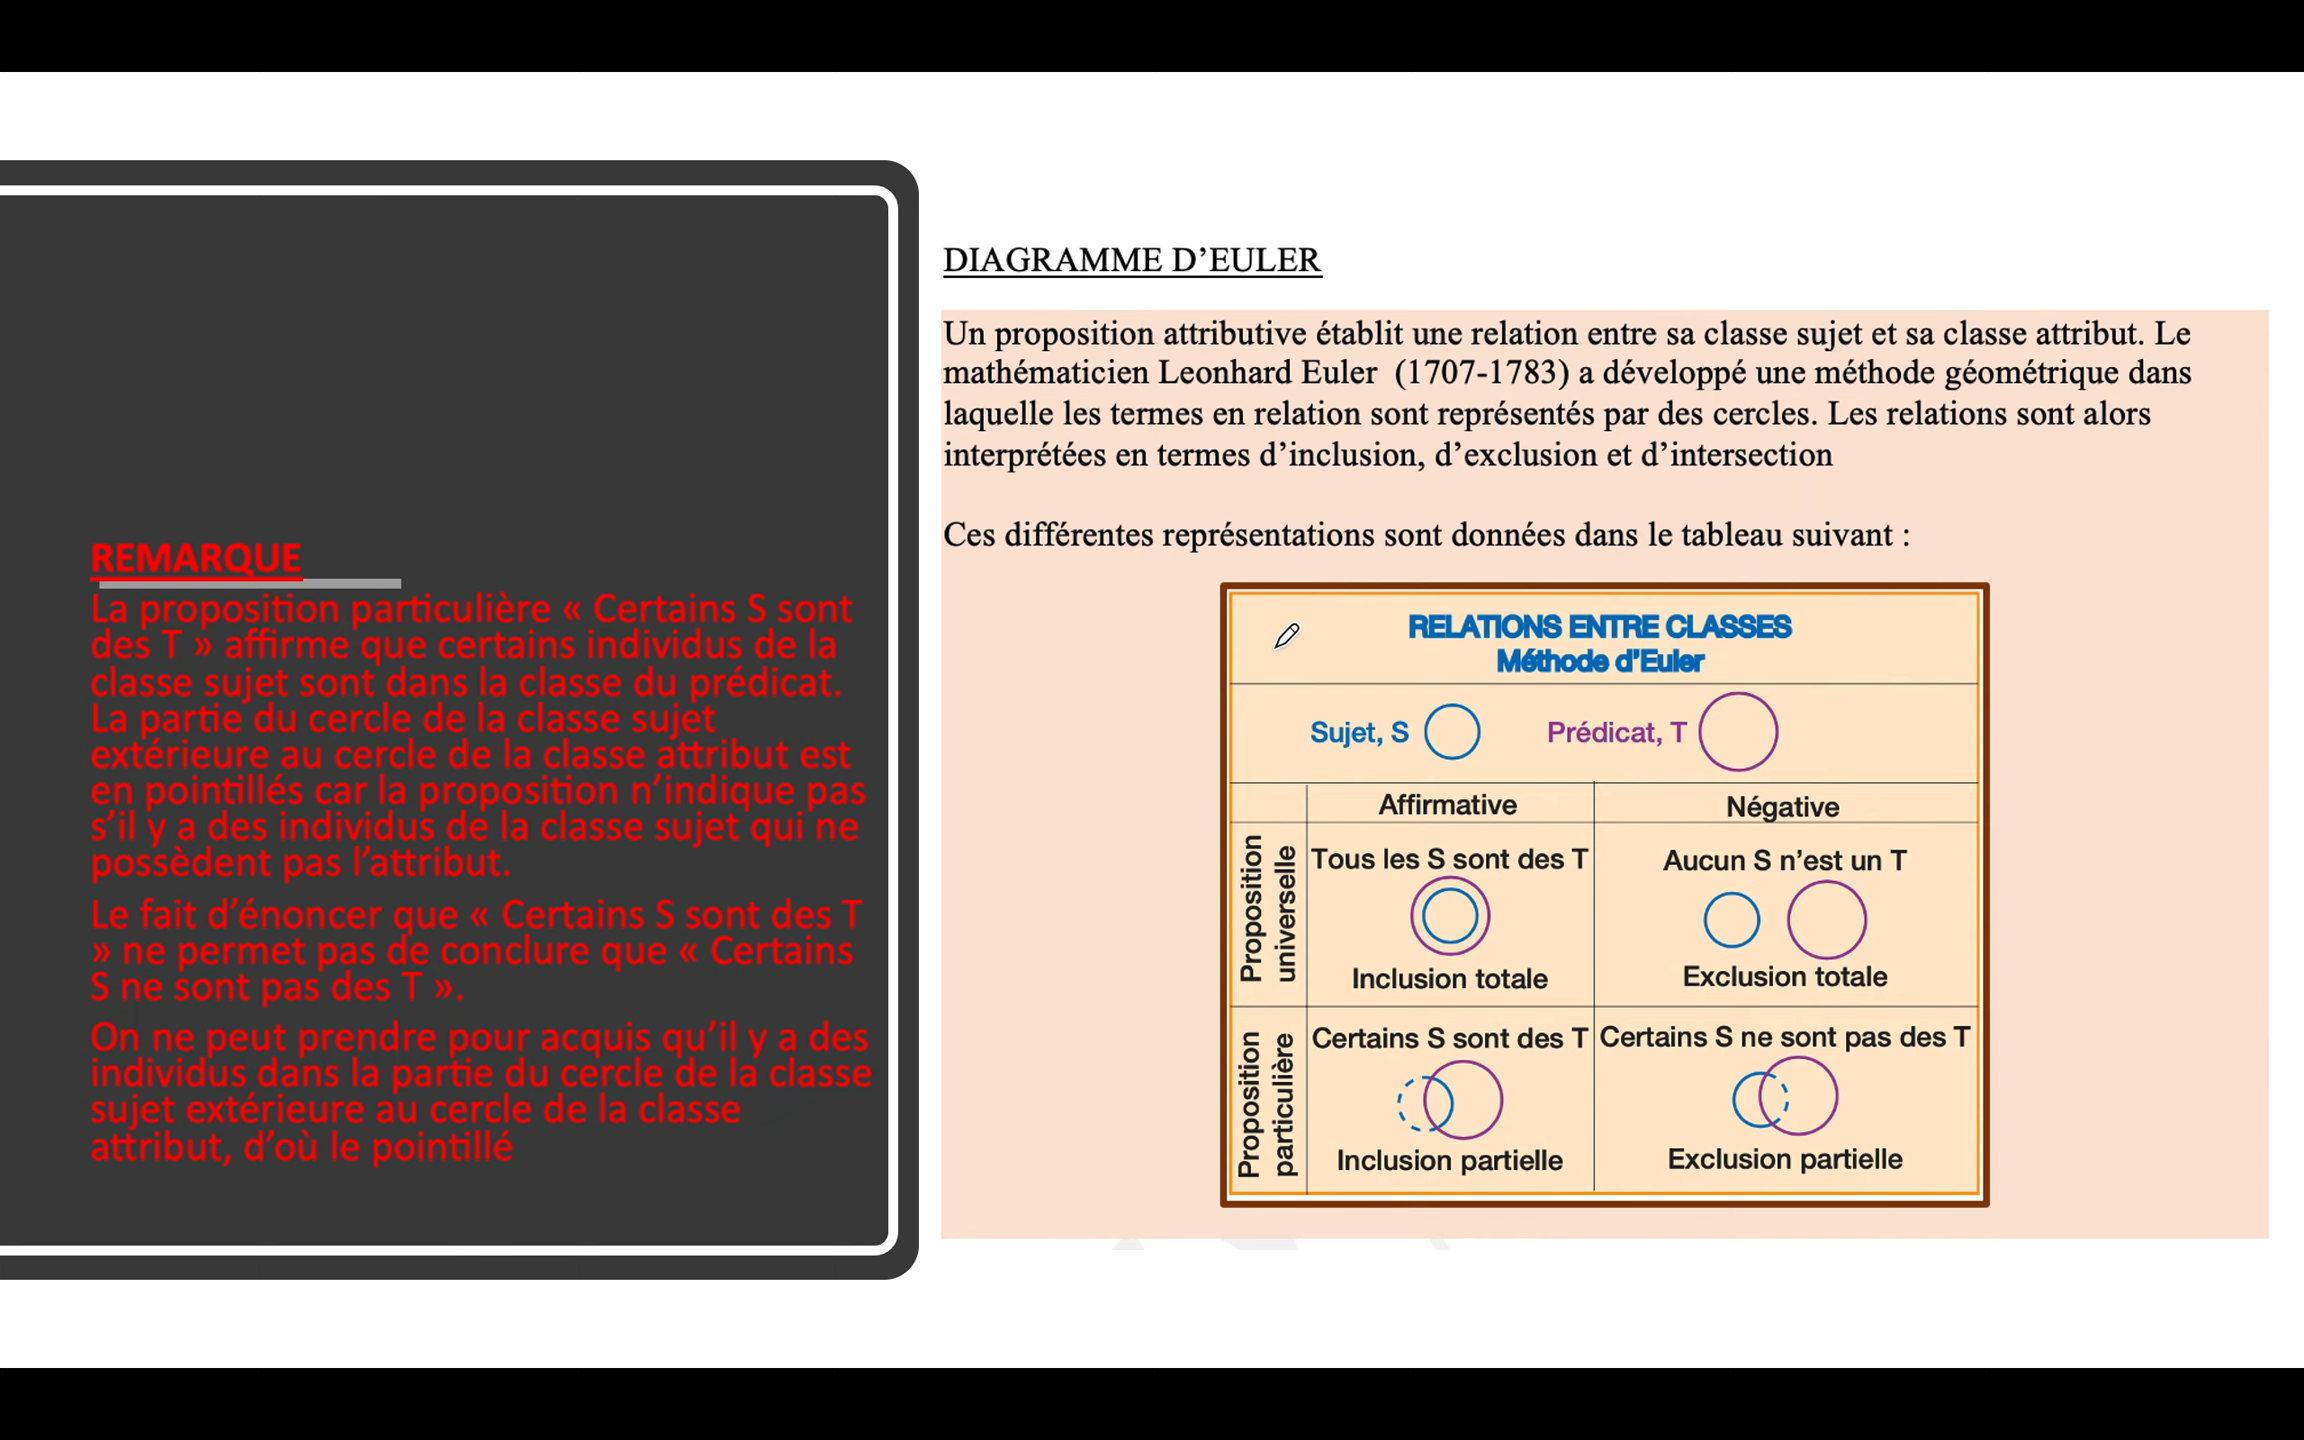 REMARQUE
La proposition particulière « Certains S sont
des T » affirme que certains individus de la
classe sujet sont dans la classe du prédicat.
La partie du cercle de la classe sujet
extérieure au cercle de la classe attribut est
en pointillés car la proposition n’indique pas
s’il y a des individus de la classe sujet qui ne
possèdent pas l’attribut.
Le fait d’énoncer que « Certains S sont des T
» ne permet pas de conclure que « Certains
S ne sont pas des T ».
On ne peut prendre pour acquis qu’il y a des
individus dans la partie du cercle de la classe
sujet extérieure au cercle de la classe
attribut, d’où le pointillé
DIAGRAMME D’EULER
Un proposition attributive établit une relation entre sa classe sujet et sa classe attribut. Le
mathématicien Leonhard Euler (1707-1783) a développé une méthode géométrique dans
laquelle les termes en relation sont représentés par des cercles. Les relations sont alors
interprétées en termes d’inclusion, d’exclusion et d’intersection
Ces différentes représentations sont données dans le tableau suivant :
RELATIONS ENTRE CLASSES
Méthode d’Euler
Sujet, S Prédicat, T
Affirmative Négative
Proposition
universelle
Tous les S sont des T Aucun S n’est un T
Inclusion totale Exclusion totale
Proposition
particulière
Certains S sont des T Certains S ne sont pas des T
Inclusion partielle Exclusion partielle